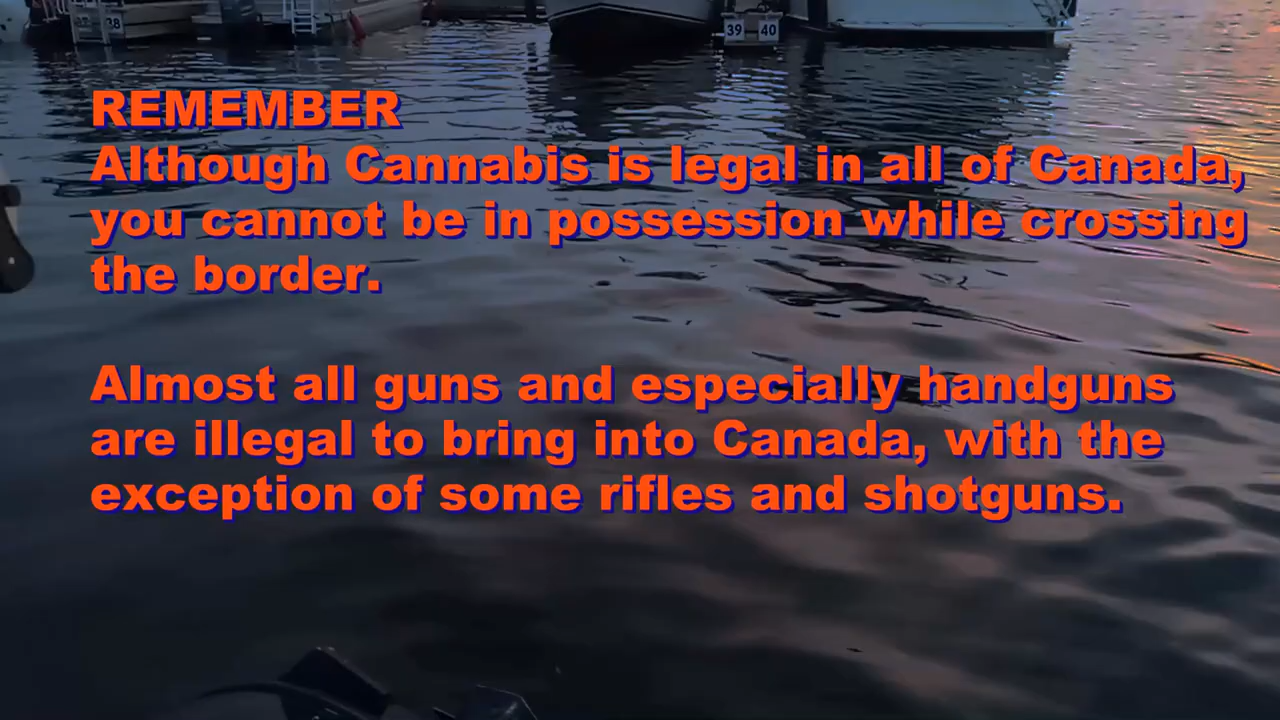 38
39 40
REMEMBER
Although Cannabis is legal in all of Canada,
you cannot be in possession while crossing
the border.
Almost all guns and especially handguns
are illegal to bring into Canada, with the
exception of some rifles and shotguns.